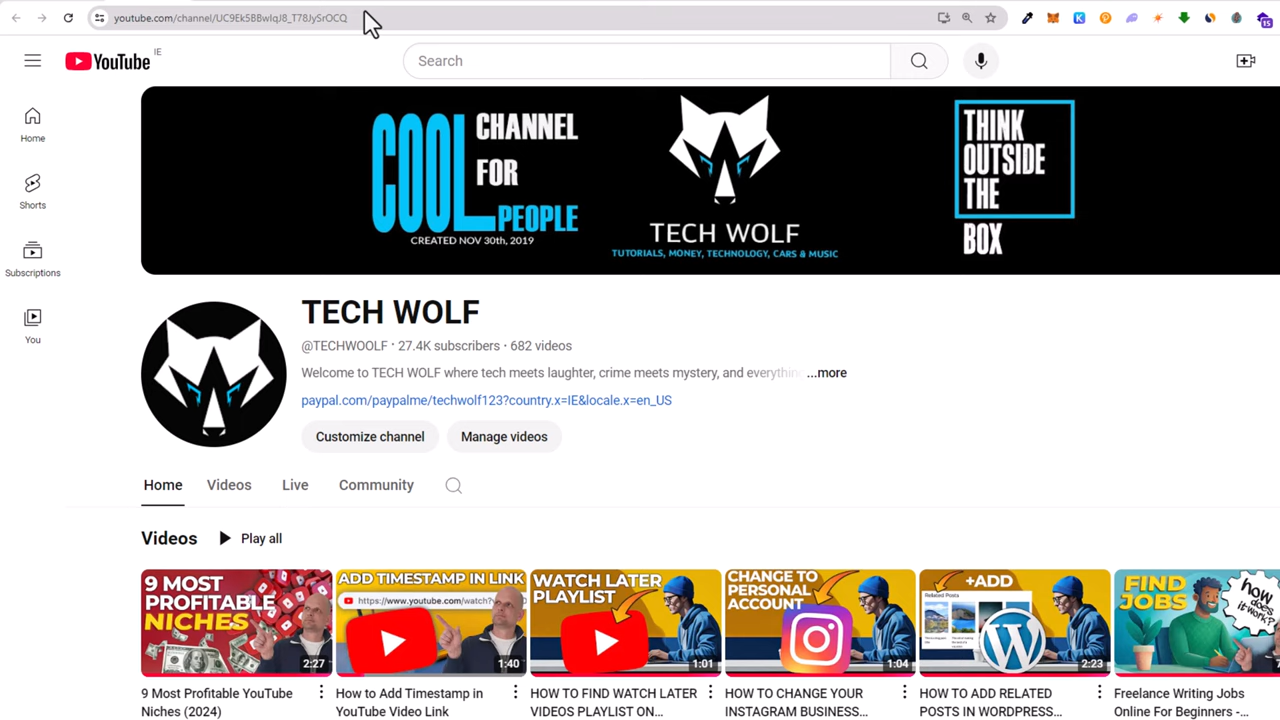 youtube.com/channel/UC9Ek5BBwIqJ8_T78JySrOCQ
15
YouTube IE
Search
Home
Shorts
Subscriptions
You
COOL CHANNEL FOR PEOPLE
CREATED NOV 30th, 2019
TECH WOLF
TUTORIALS, MONEY, TECHNOLOGY, CARS & MUSIC
THINK
OUTSIDE
THE
BOX
TECH WOLF
@TECHWOOLF · 27.4K subscribers · 682 videos
Welcome to TECH WOLF where tech meets laughter, crime meets mystery, and everything ...more
paypal.com/paypalme/techwolf123?country.x=IE&locale.x=en_US
Customize channel
Manage videos
Home Videos Live Community
Videos Play all
9 MOST
PROFITABLE
NICHES
2:27
9 Most Profitable YouTube
Niches (2024)
ADD TIMESTAMP IN LINK
https://www.youtube.com/watch?v
1:40
How to Add Timestamp in
YouTube Video Link
WATCH LATER
PLAYLIST
1:01
HOW TO FIND WATCH LATER
VIDEOS PLAYLIST ON...
CHANGE TO
PERSONAL
ACCOUNT
1:04
HOW TO CHANGE YOUR
INSTAGRAM BUSINESS...
+ADD
Related Posts
2:23
HOW TO ADD RELATED
POSTS IN WORDPRESS...
FIND
JOBS
how
does
it
work?
Freelance Writing Jobs
Online For Beginners -...